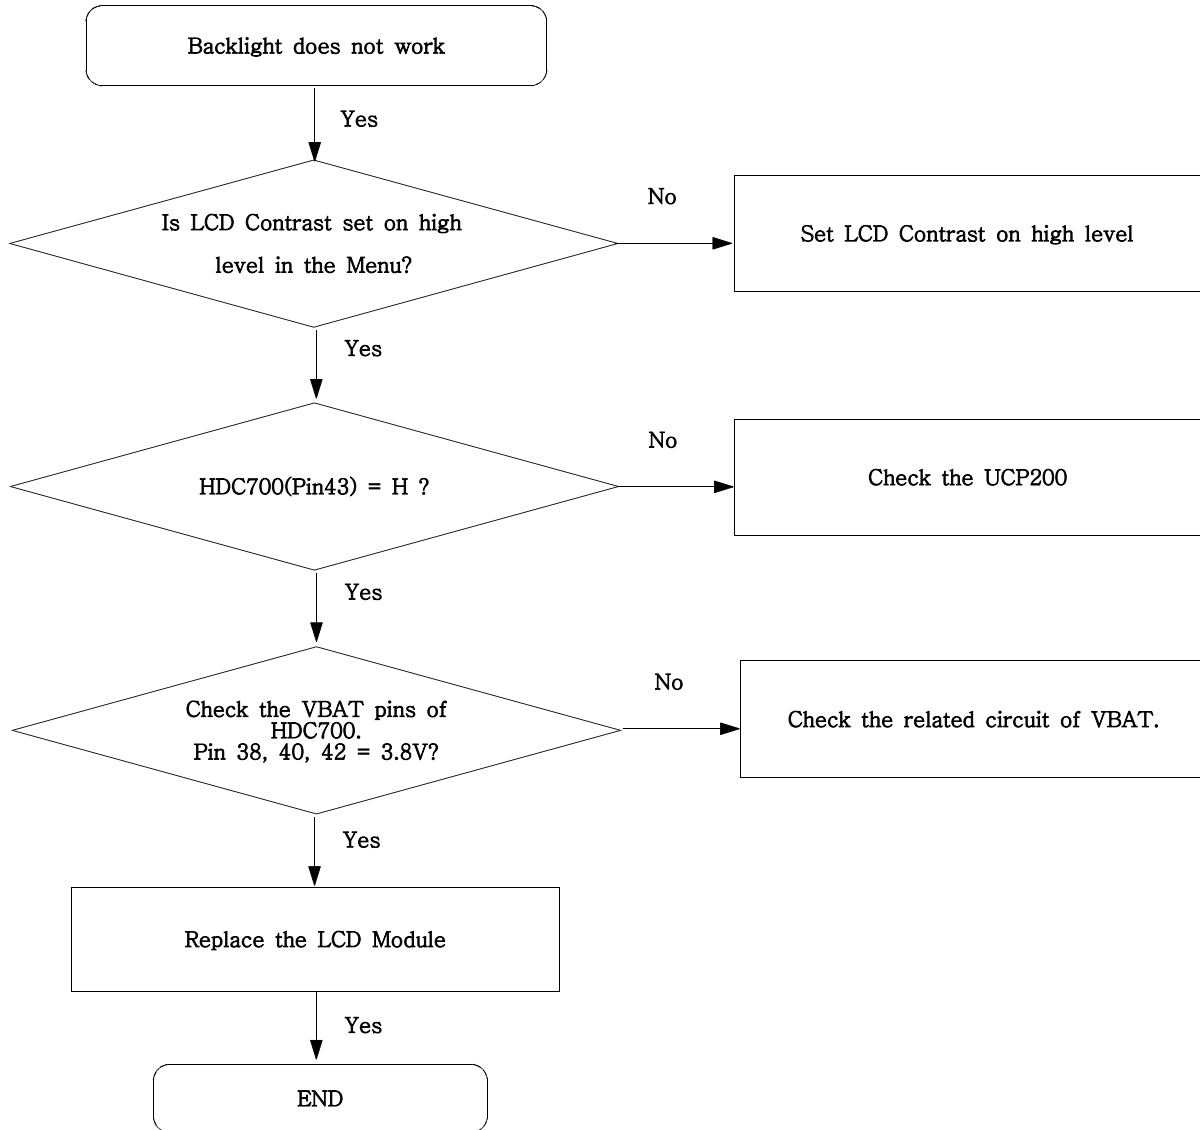 Backlight does not work
Yes
Is LCD Contrast set on high
level in the Menu?
No
Set LCD Contrast on high level
Yes
HDC700(Pin43) = H ?
No
Check the UCP200
Yes
Check the VBAT pins of
HDC700.
Pin 38, 40, 42 = 3.8V?
No
Check the related circuit of VBAT.
Yes
Replace the LCD Module
Yes
END